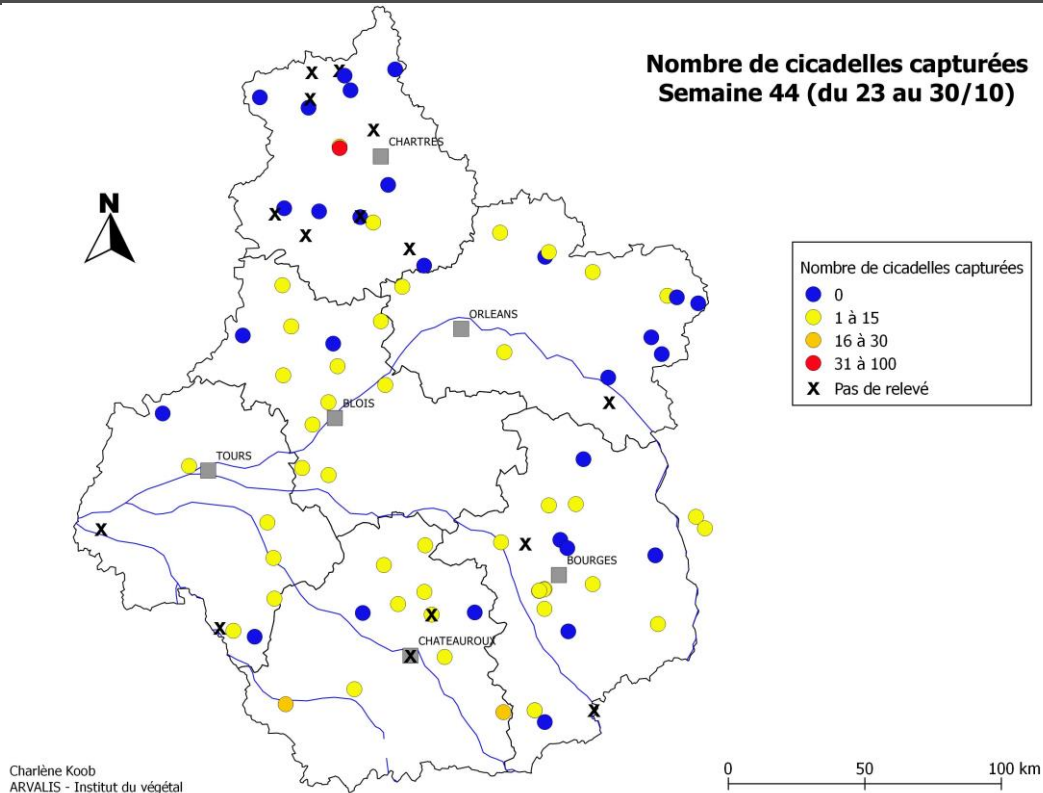 Nombre de cicadelles capturées
Semaine 44 (du 23 au 30/10)
X
X
X
X
CHARTRES
N
X
X
X
X
Nombre de cicadelles capturées
0
1 à 15
16 à 30
31 à 100
X Pas de relevé
ORLEANS
X
BLOIS
TOURS
X
X
BOURGES
X
X
CHATEAUROUX
X
X
Charlène Koob
ARVALIS - Institut du végétal
0 50 100 km